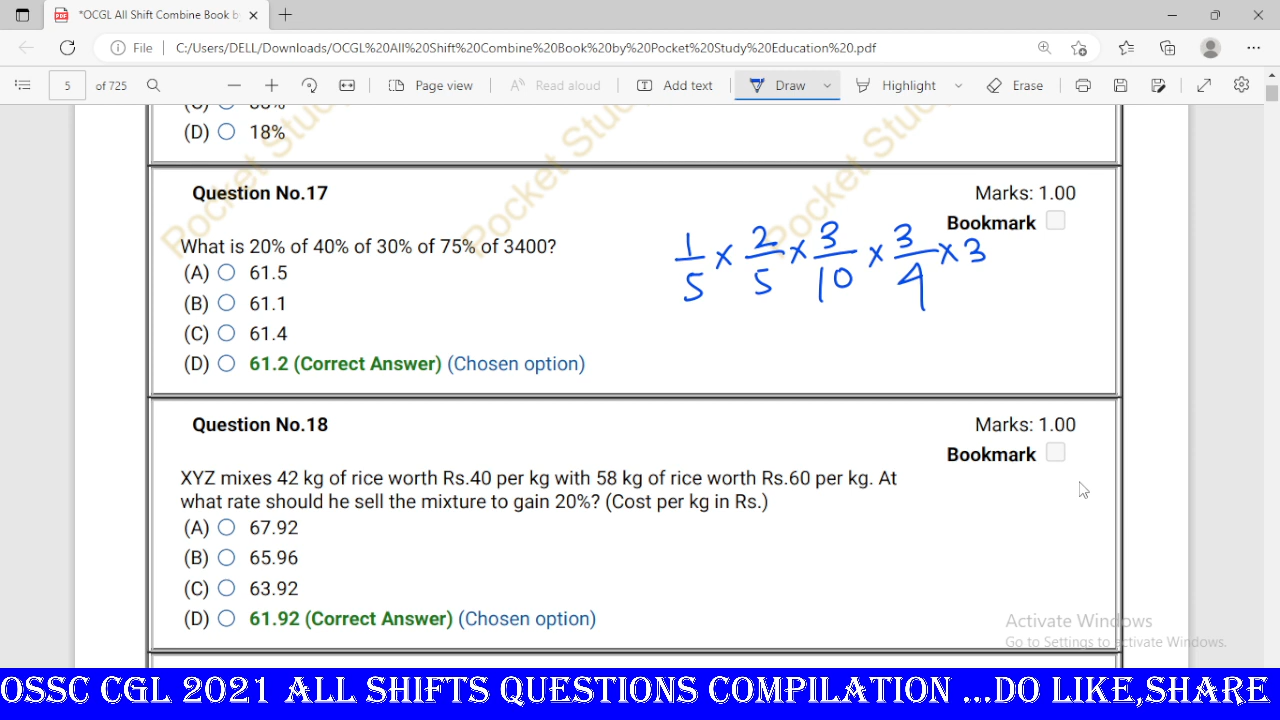 *OCGL All Shift Combine Book by
File
C:/Users/DELL/Downloads/OCGL%20All%20Shift%20Combine%20Book%20by%20Pocket%20Study%20Education%20.pdf
5 of 725
Page view
Read aloud
Add text
Draw
Highlight
Erase
(D) 18%
Question No.17
Marks: 1.00
Bookmark
What is 20% of 40% of 30% of 75% of 3400?
1/5 × 2/5 × 3/10 × 3/4 × 3
(A) 61.5
(B) 61.1
(C) 61.4
(D) 61.2 (Correct Answer) (Chosen option)
Question No.18
Marks: 1.00
Bookmark
XYZ mixes 42 kg of rice worth Rs.40 per kg with 58 kg of rice worth Rs.60 per kg. At
what rate should he sell the mixture to gain 20%? (Cost per kg in Rs.)
(A) 67.92
(B) 65.96
(C) 63.92
(D) 61.92 (Correct Answer) (Chosen option)
Activate Windows
Go to Settings to activate Windows.
OSSC CGL 2021 ALL SHIFTS QUESTIONS COMPILATION ...DO LIKE,SHARE